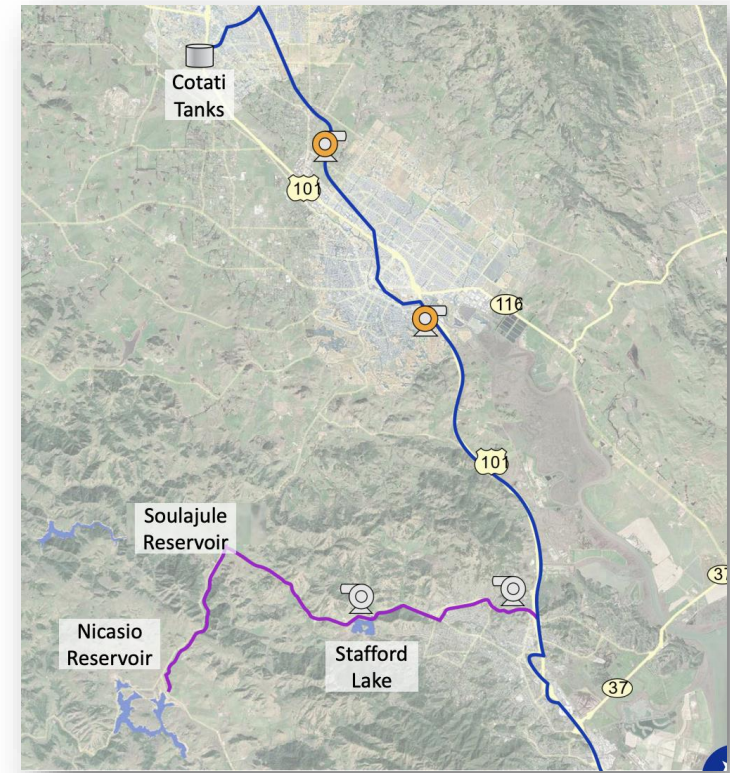 Cotati
Tanks
101
116
101
Soulajule
Reservoir
37
Nicasio
Reservoir
Stafford
Lake
37